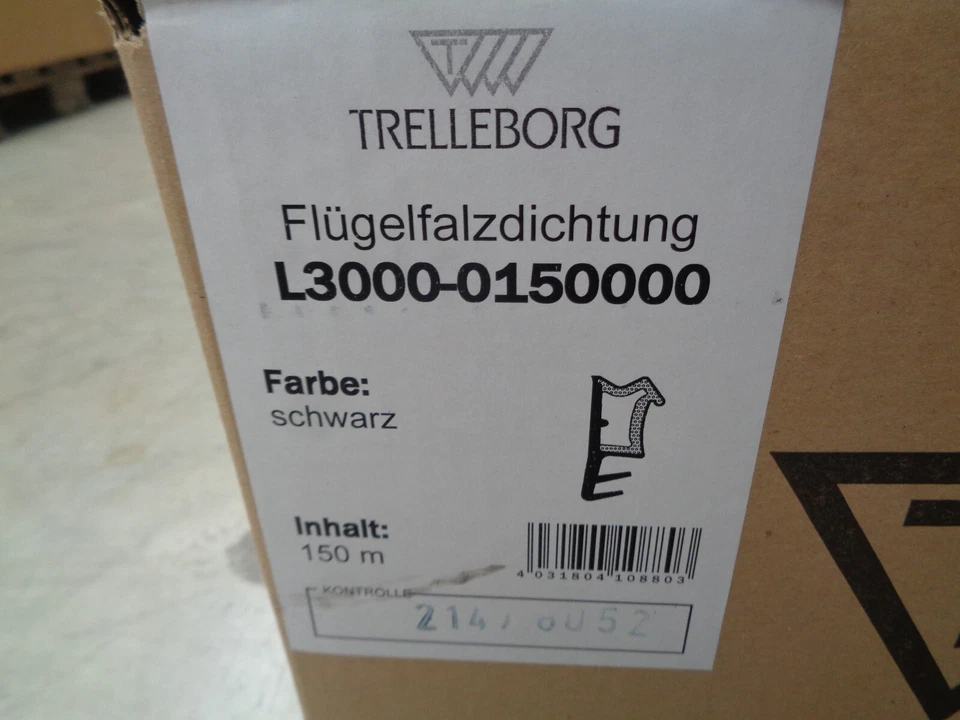 TRELLEBORG
Flügelfalzdichtung
L3000-0150000
Farbe:
schwarz
Inhalt:
150 m
4 031804 108803
KONTROLLE